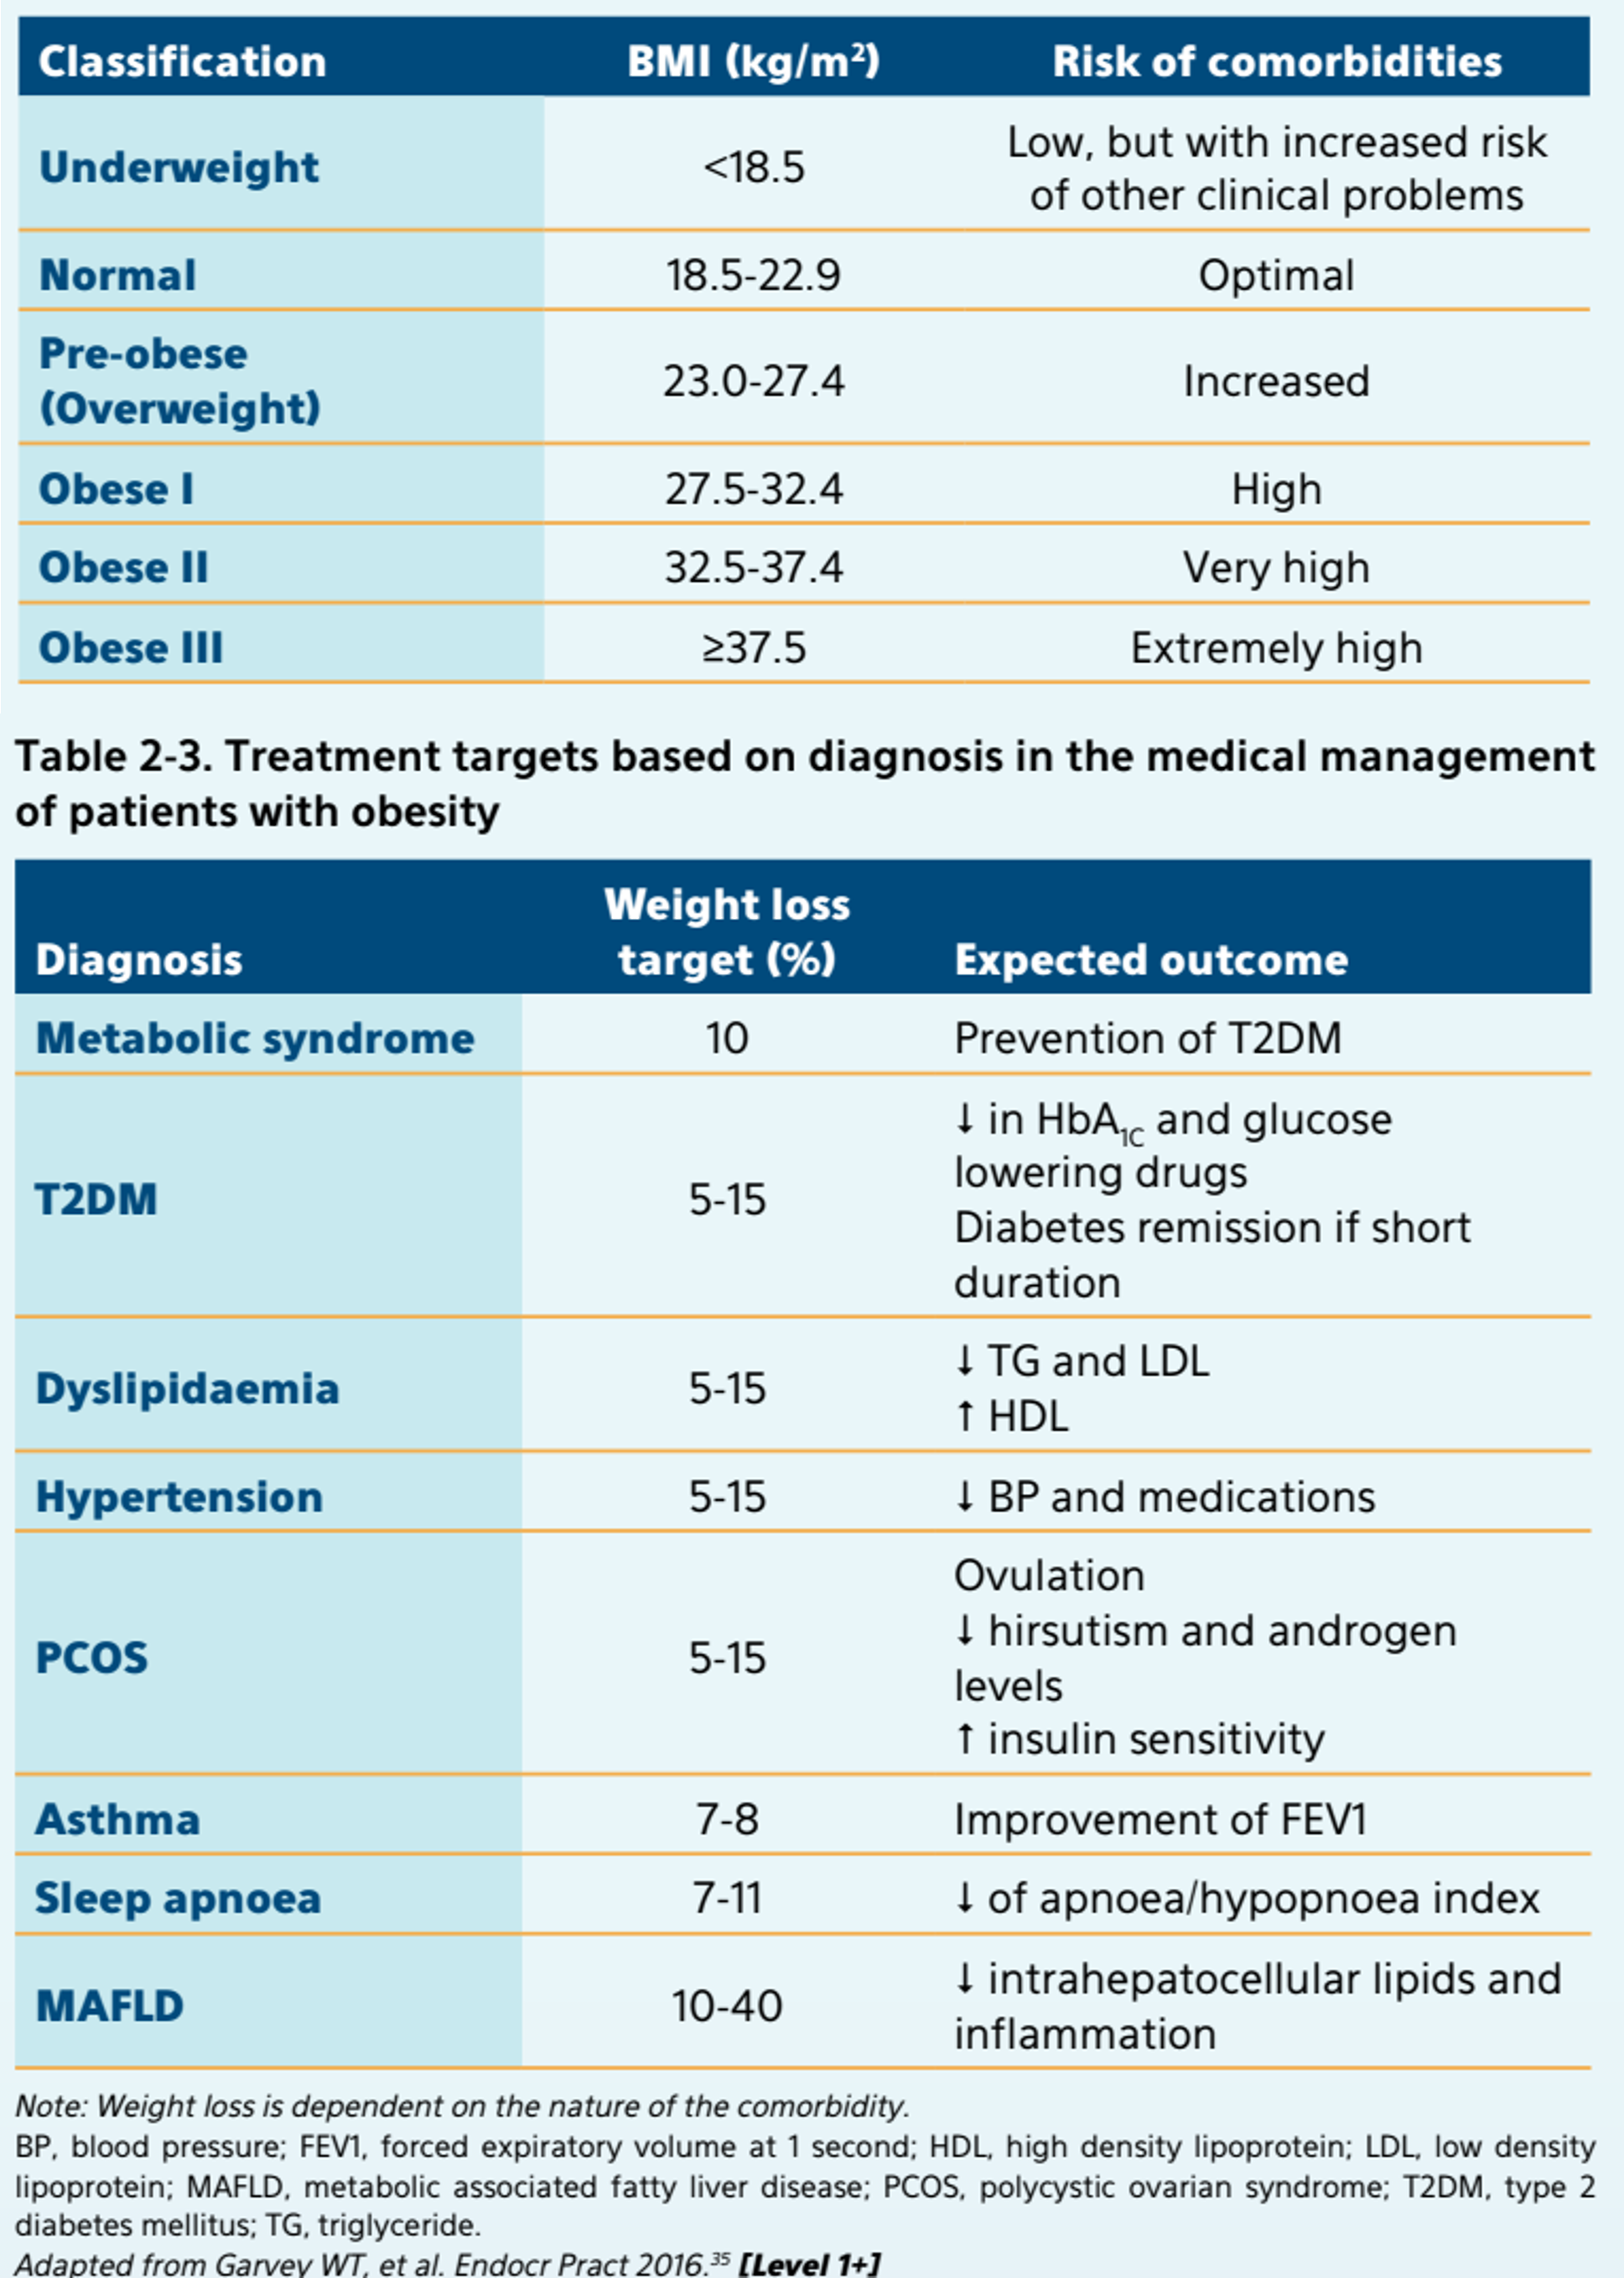 Classification BMI (kg/m²) Risk of comorbidities
Underweight <18.5 Low, but with increased risk
of other clinical problems
Normal 18.5-22.9 Optimal
Pre-obese
(Overweight) 23.0-27.4 Increased
Obese I 27.5-32.4 High
Obese II 32.5-37.4 Very high
Obese III ≥37.5 Extremely high
Table 2-3. Treatment targets based on diagnosis in the medical management
of patients with obesity
Diagnosis Weight loss
target (%) Expected outcome
Metabolic syndrome 10 Prevention of T2DM
T2DM 5-15 ↓ in HbA1C and glucose
lowering drugs
Diabetes remission if short
duration
Dyslipidaemia 5-15 ↓ TG and LDL
↑ HDL
Hypertension 5-15 ↓ BP and medications
PCOS 5-15 Ovulation
↓ hirsutism and androgen
levels
↑ insulin sensitivity
Asthma 7-8 Improvement of FEV1
Sleep apnoea 7-11 ↓ of apnoea/hypopnoea index
MAFLD 10-40 ↓ intrahepatocellular lipids and
inflammation
Note: Weight loss is dependent on the nature of the comorbidity.
BP, blood pressure; FEV1, forced expiratory volume at 1 second; HDL, high density lipoprotein; LDL, low density
lipoprotein; MAFLD, metabolic associated fatty liver disease; PCOS, polycystic ovarian syndrome; T2DM, type 2
diabetes mellitus; TG, triglyceride.
Adapted from Garvey WT, et al. Endocr Pract 2016.³⁵ [Level 1+]